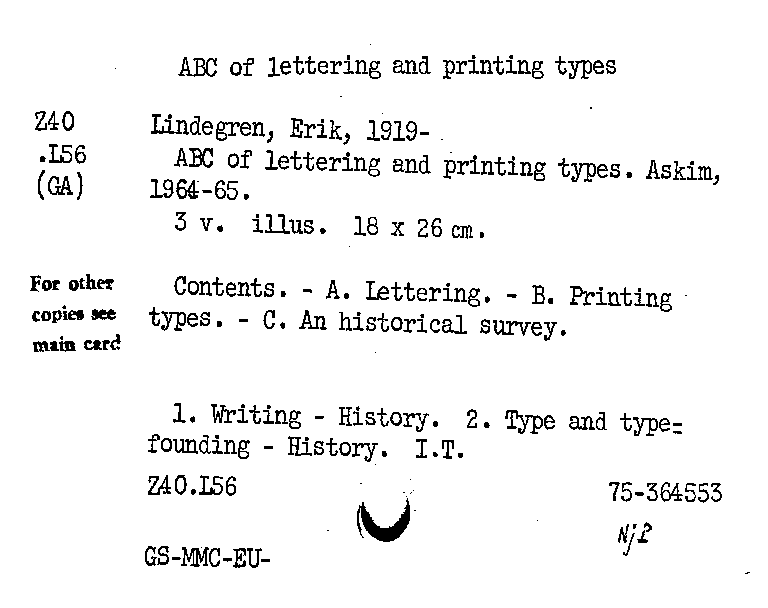 ABC of lettering and printing types
Z40
.L56
(GA)
Lindegren, Erik, 1919-
ABC of lettering and printing types. Askim,
1964-65.
3 v. illus. 18 x 26 cm.
For other
copies see
main card
Contents. - A. Lettering. - B. Printing
types. - C. An historical survey.
1. Writing - History. 2. Type and type=
founding - History. I.T.
Z40.L56
75-364553
NjP
GS-MMC-EU-